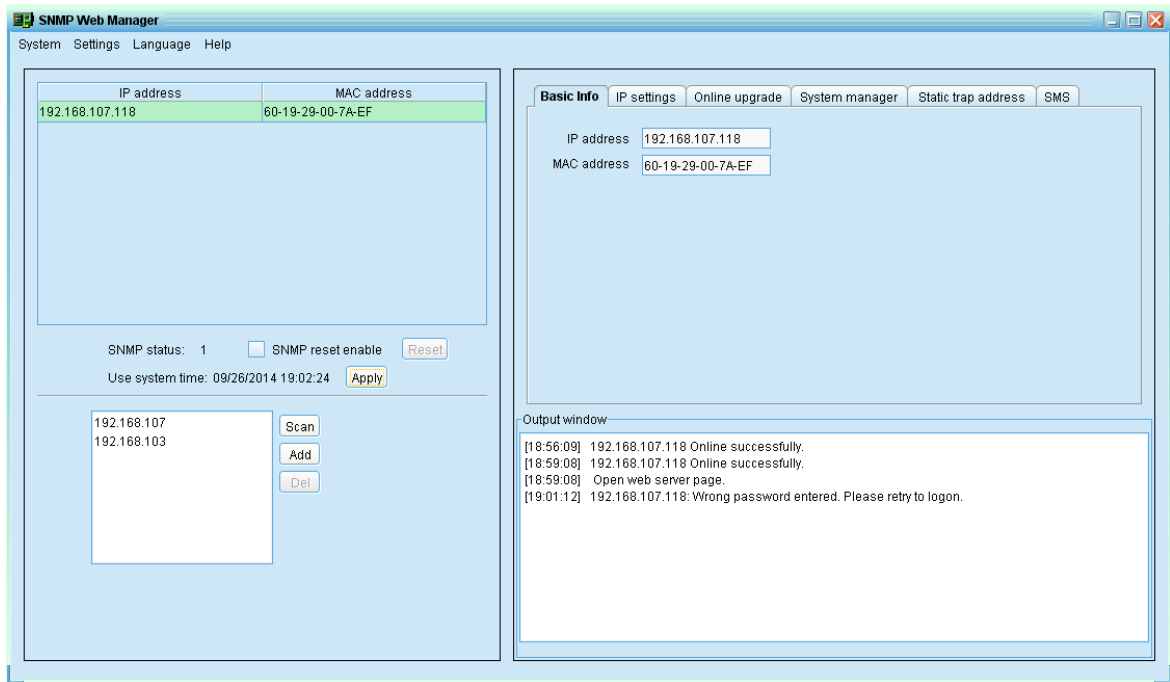 SNMP Web Manager
System Settings Language Help
IP address MAC address
192.168.107.118 60-19-29-00-7A-EF
SNMP status: 1 SNMP reset enable Reset
Use system time: 09/26/2014 19:02:24 Apply
192.168.107
192.168.103
Scan
Add
Del
Basic Info IP settings Online upgrade System manager Static trap address SMS
IP address 192.168.107.118
MAC address 60-19-29-00-7A-EF
Output window
[18:56:09] 192.168.107.118 Online successfully.
[18:59:08] 192.168.107.118 Online successfully.
[18:59:08] Open web server page.
[19:01:12] 192.168.107.118: Wrong password entered. Please retry to logon.